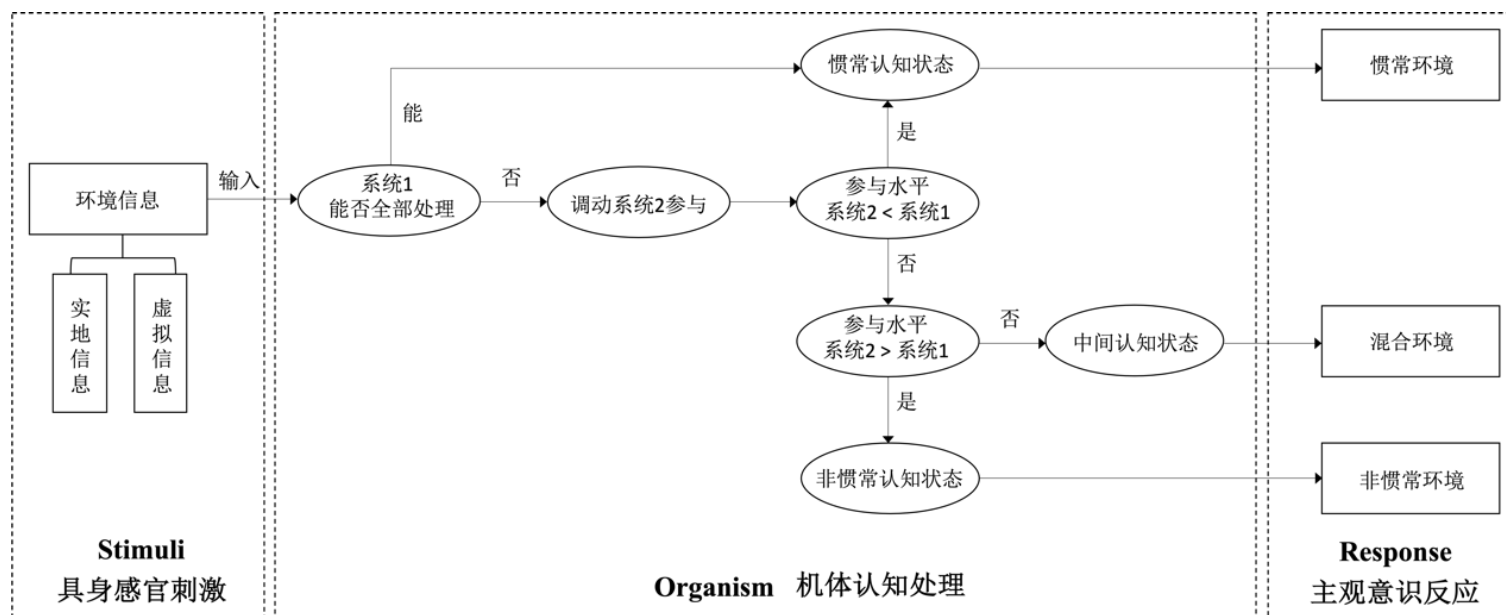 惯常认知状态
惯常环境
能
是
输入
环境信息
系统1
能否全部处理
否
调动系统2参与
参与水平
系统2 < 系统1
否
实地信息
虚拟信息
参与水平
系统2 > 系统1
否
中间认知状态
混合环境
是
非惯常认知状态
非惯常环境
Stimuli
具身感官刺激
Organism 机体认知处理
Response
主观意识反应